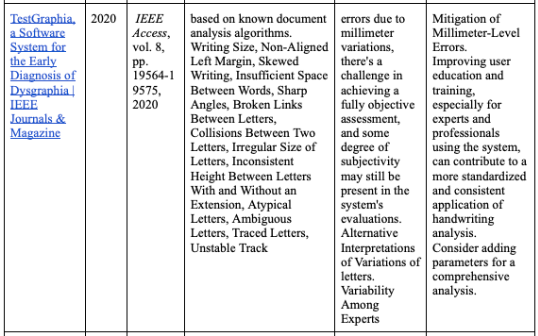 TestGraphia,
a Software
System for
the Early
Diagnosis of
Dysgraphia |
IEEE
Journals &
Magazine
2020
IEEE
Access,
vol. 8,
pp.
19564-1
9575,
2020
based on known document
analysis algorithms.
Writing Size, Non-Aligned
Left Margin, Skewed
Writing, Insufficient Space
Between Words, Sharp
Angles, Broken Links
Between Letters,
Collisions Between Two
Letters, Irregular Size of
Letters, Inconsistent
Height Between Letters
With and Without an
Extension, Atypical
Letters, Ambiguous
Letters, Traced Letters,
Unstable Track
errors due to
millimeter
variations,
there's a
challenge in
achieving a
fully objective
assessment,
and some
degree of
subjectivity
may still be
present in the
system's
evaluations.
Alternative
Interpretations
of Variations of
letters.
Variability
Among
Experts
Mitigation of
Millimeter-Level
Errors.
Improving user
education and
training,
especially for
experts and
professionals
using the system,
can contribute to a
more standardized
and consistent
application of
handwriting
analysis.
Consider adding
parameters for a
comprehensive
analysis.